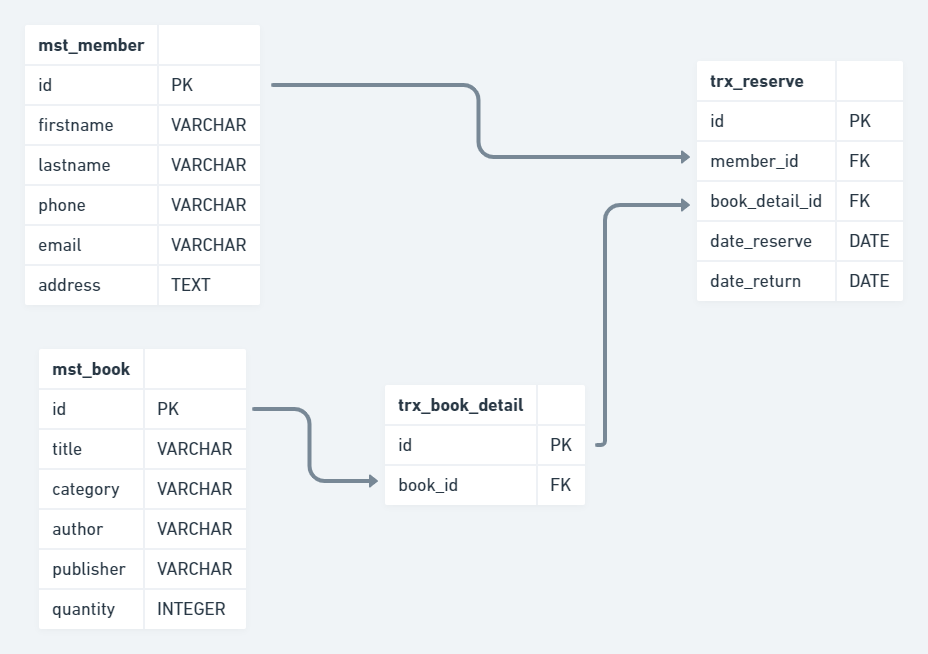 mst_member
id PK
firstname VARCHAR
lastname VARCHAR
phone VARCHAR
email VARCHAR
address TEXT
trx_reserve
id PK
member_id FK
book_detail_id FK
date_reserve DATE
date_return DATE
mst_book
id PK
title VARCHAR
category VARCHAR
author VARCHAR
publisher VARCHAR
quantity INTEGER
trx_book_detail
id PK
book_id FK